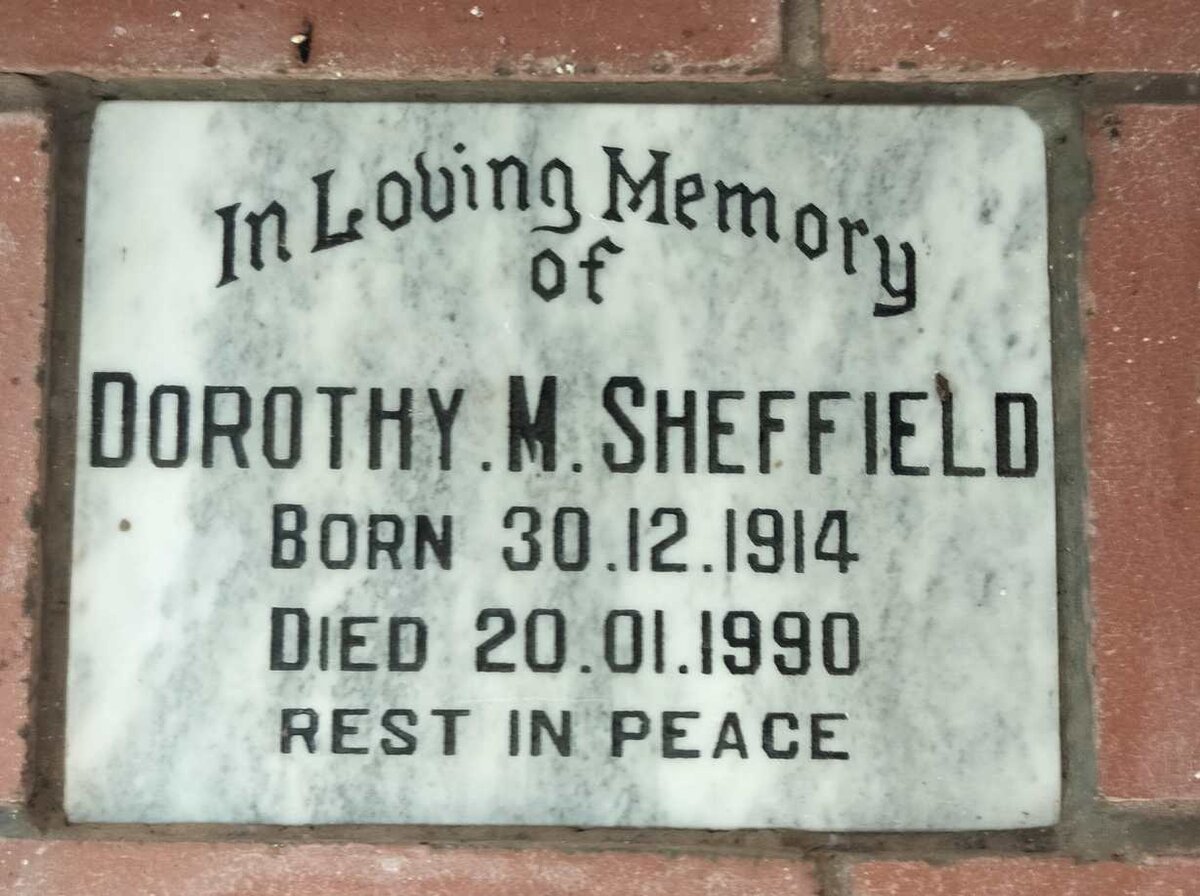 In Loving Memory
of
DOROTHY.M.SHEFFIELD
BORN 30.12.1914
DIED 20.01.1990
REST IN PEACE